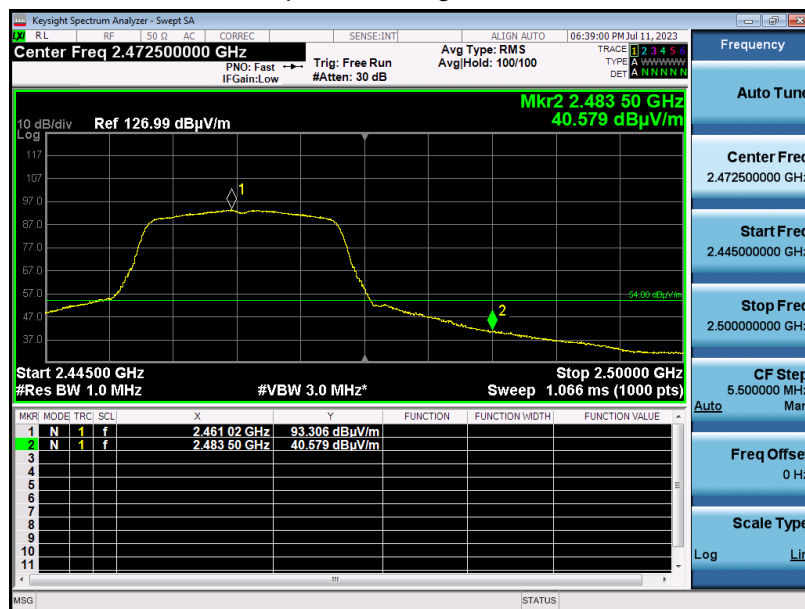 Keysight Spectrum Analyzer - Swept SA
LXI RL RF 50 Ω AC CORREC SENSE:INT ALIGN AUTO 06:39:00 PM Jul 11, 2023
Center Freq 2.472500000 GHz
PNO: Fast
IFGain:Low
Trig: Free Run
#Atten: 30 dB
Avg Type: RMS
Avg|Hold: 100/100
TRACE 1 2 3 4 5 6
TYPE A WWWWW
DET A N N N N N
Mkr2 2.483 50 GHz
40.579 dBµV/m
10 dB/div Ref 126.99 dBµV/m
Log
117
107
97.0
87.0
77.0
67.0
57.0
47.0
37.0
1
2
54.00 dBµV/m
Start 2.44500 GHz Stop 2.50000 GHz
#Res BW 1.0 MHz #VBW 3.0 MHz* Sweep 1.066 ms (1000 pts)
MKR MODE TRC SCL X Y FUNCTION FUNCTION WIDTH FUNCTION VALUE
1 N 1 f 2.461 02 GHz 93.306 dBµV/m
2 N 1 f 2.483 50 GHz 40.579 dBµV/m
3
4
5
6
7
8
9
10
11
MSG STATUS
Frequency
Auto Tune
Center Freq
2.472500000 GHz
Start Freq
2.445000000 GHz
Stop Freq
2.500000000 GHz
CF Step
5.500000 MHz
Auto Man
Freq Offset
0 Hz
Scale Type
Log Lin